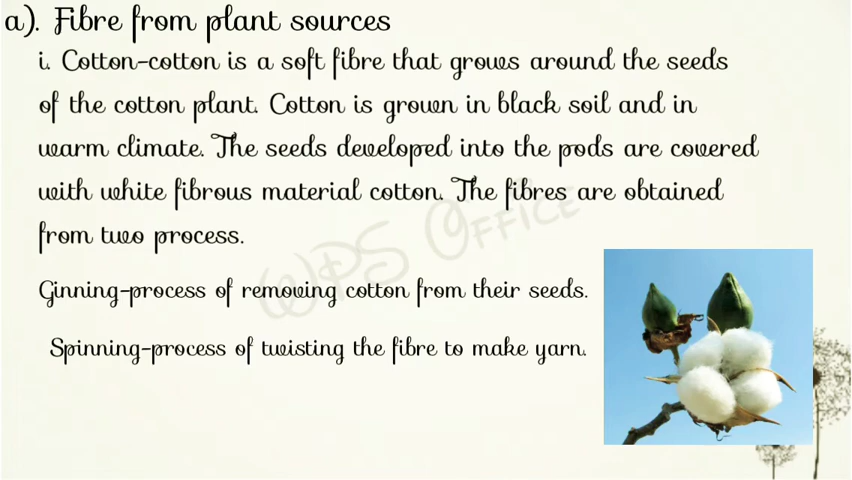 a). Fibre from plant sources
i. Cotton-cotton is a soft fibre that grows around the seeds
of the cotton plant. Cotton is grown in black soil and in
warm climate. The seeds developed into the pods are covered
with white fibrous material cotton. The fibres are obtained
from two process.
WPS Office
Ginning-process of removing cotton from their seeds.
Spinning-process of twisting the fibre to make yarn.